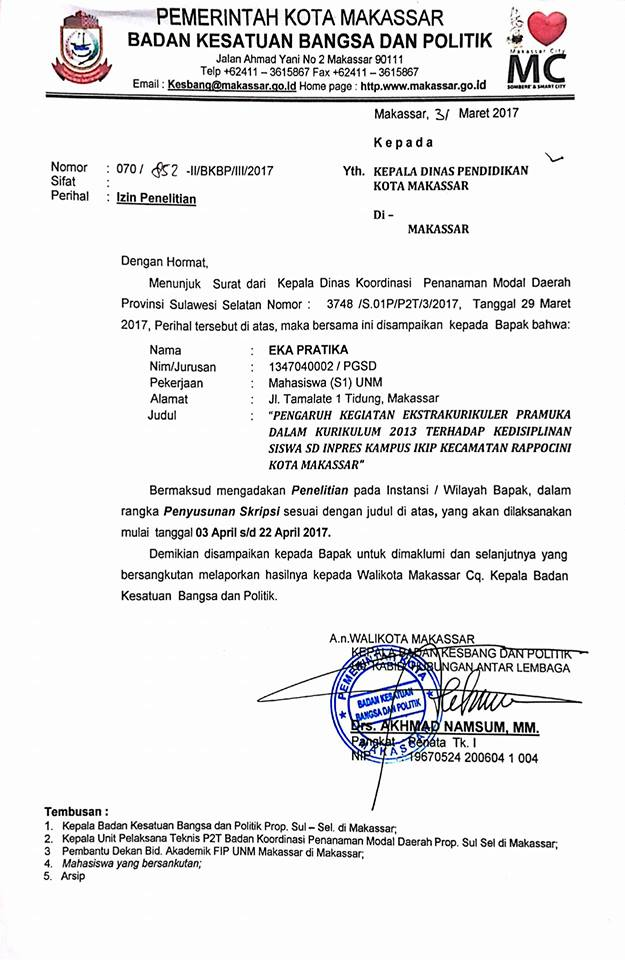 PEMERINTAH KOTA MAKASSAR
BADAN KESATUAN BANGSA DAN POLITIK
Jalan Ahmad Yani No 2 Makassar 90111
Telp +62411 – 3615867 Fax +62411 – 3615867
Email : Kesbang@makassar.go.id Home page : http.www.makassar.go.id
Makassar City
MC
SOMBERE' & SMART CITY
Makassar, 31 Maret 2017
Kepada
Nomor : 070 / 852 -II/BKBP/III/2017
Sifat :
Perihal : Izin Penelitian
Yth. KEPALA DINAS PENDIDIKAN
KOTA MAKASSAR
Di –
MAKASSAR
Dengan Hormat,
Menunjuk Surat dari Kepala Dinas Koordinasi Penanaman Modal Daerah
Provinsi Sulawesi Selatan Nomor : 3748 /S.01P/P2T/3/2017, Tanggal 29 Maret
2017, Perihal tersebut di atas, maka bersama ini disampaikan kepada Bapak bahwa:
Nama : EKA PRATIKA
Nim/Jurusan : 1347040002 / PGSD
Pekerjaan : Mahasiswa (S1) UNM
Alamat : Jl. Tamalate 1 Tidung, Makassar
Judul : "PENGARUH KEGIATAN EKSTRAKURIKULER PRAMUKA
DALAM KURIKULUM 2013 TERHADAP KEDISIPLINAN
SISWA SD INPRES KAMPUS IKIP KECAMATAN RAPPOCINI
KOTA MAKASSAR"
Bermaksud mengadakan Penelitian pada Instansi / Wilayah Bapak, dalam
rangka Penyusunan Skripsi sesuai dengan judul di atas, yang akan dilaksanakan
mulai tanggal 03 April s/d 22 April 2017.
Demikian disampaikan kepada Bapak untuk dimaklumi dan selanjutnya yang
bersangkutan melaporkan hasilnya kepada Walikota Makassar Cq. Kepala Badan
Kesatuan Bangsa dan Politik.
A.n.WALIKOTA MAKASSAR
KEPALA BADAN KESBANG DAN POLITIK
KABID HUBUNGAN ANTAR LEMBAGA
PEMERINTAH KOTA
BADAN KESATUAN
BANGSA DAN POLITIK
MAKASSAR
Drs. AKHMAD NAMSUM, MM.
Pangkat : Penata Tk. I
NIP : 19670524 200604 1 004
Tembusan :
1. Kepala Badan Kesatuan Bangsa dan Politik Prop. Sul – Sel. di Makassar;
2. Kepala Unit Pelaksana Teknis P2T Badan Koordinasi Penanaman Modal Daerah Prop. Sul Sel di Makassar;
3 Pembantu Dekan Bid. Akademik FIP UNM Makassar di Makassar;
4. Mahasiswa yang bersankutan;
5. Arsip